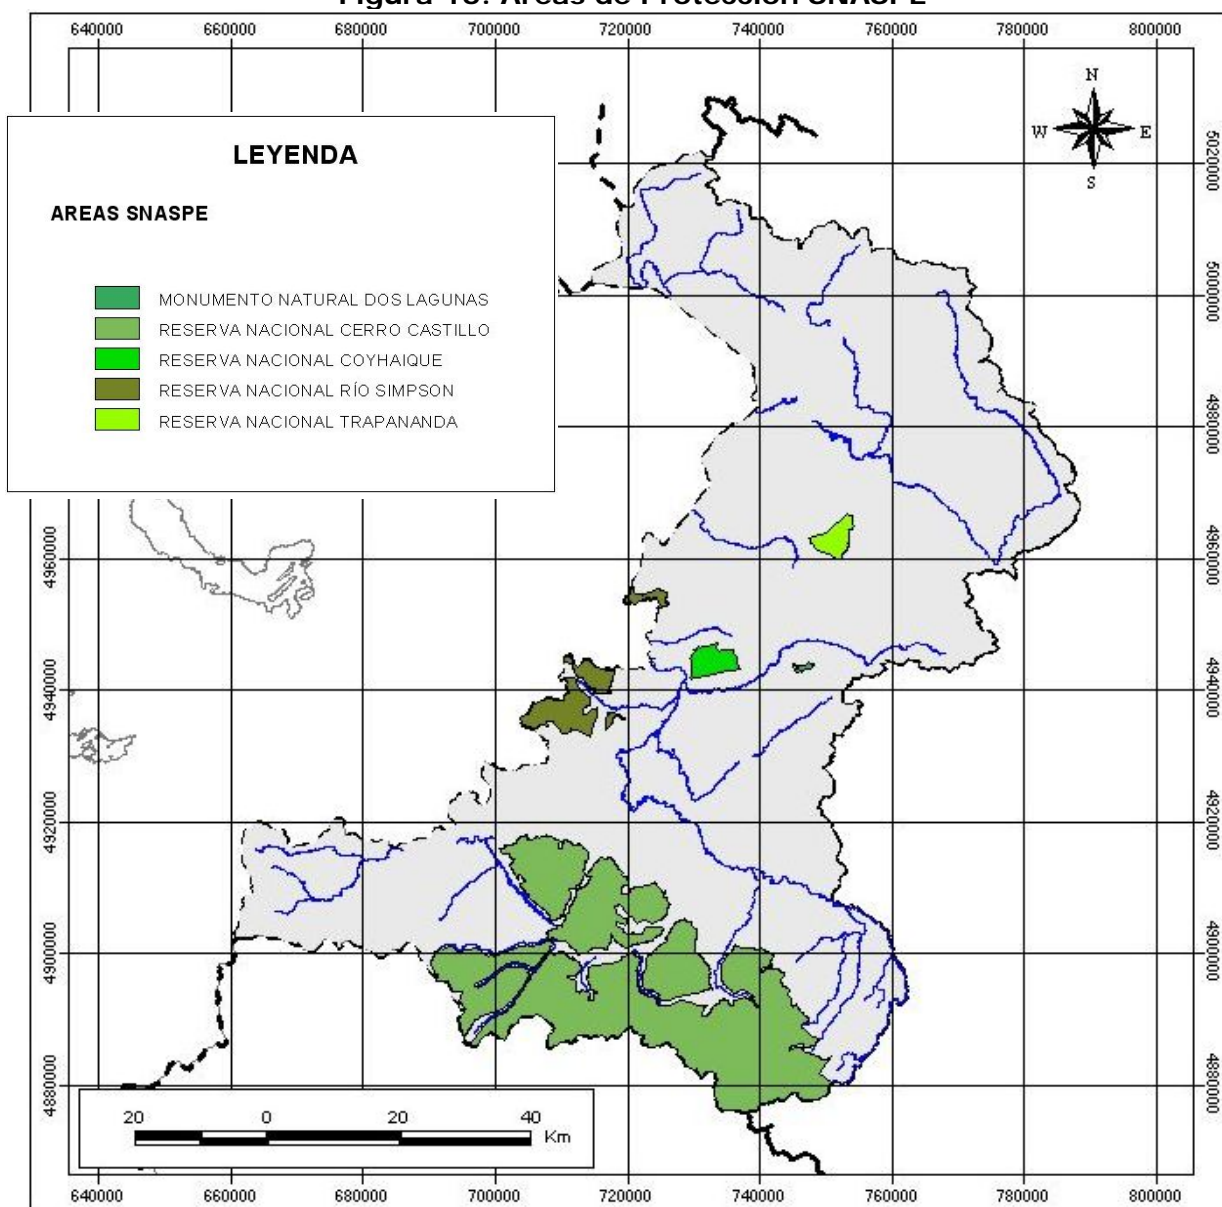 Figura Areas de Protección SNASPE
640000 660000 680000 700000 720000 740000 760000 780000 800000
N
W E
S
LEYENDA
AREAS SNASPE
MONUMENTO NATURAL DOS LAGUNAS
RESERVA NACIONAL CERRO CASTILLO
RESERVA NACIONAL COYHAIQUE
RESERVA NACIONAL RÍO SIMPSON
RESERVA NACIONAL TRAPANANDA
5020000
5000000
4980000
4960000 4960000
4940000 4940000
4920000 4920000
4900000 4900000
4880000 4880000
20 0 20 40
Km
640000 660000 680000 700000 720000 740000 760000 780000 800000